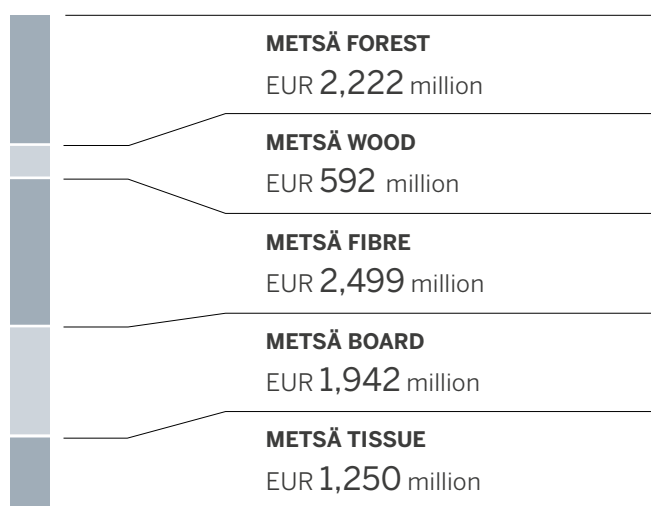 METSÄ FOREST
EUR 2,222 million
METSÄ WOOD
EUR 592 million
METSÄ FIBRE
EUR 2,499 million
METSÄ BOARD
EUR 1,942 million
METSÄ TISSUE
EUR 1,250 million